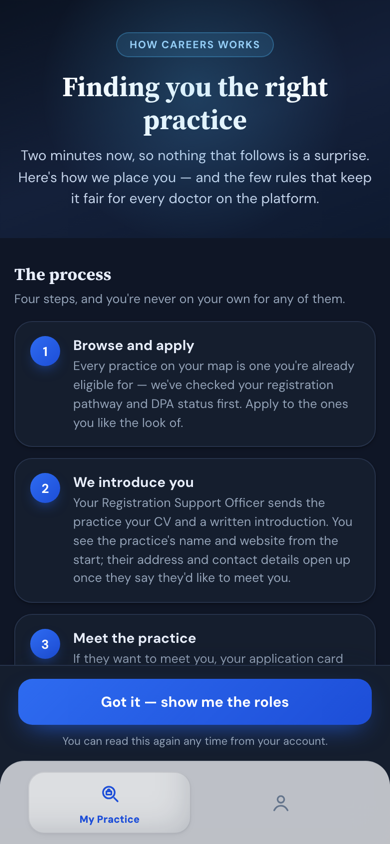 HOW CAREERS WORKS
Finding you the right
practice
Two minutes now, so nothing that follows is a surprise.
Here's how we place you — and the few rules that keep
it fair for every doctor on the platform.
The process
Four steps, and you're never on your own for any of them.
1
Browse and apply
Every practice on your map is one you're already
eligible for — we've checked your registration
pathway and DPA status first. Apply to the ones
you like the look of.
2
We introduce you
Your Registration Support Officer sends the
practice your CV and a written introduction. You
see the practice's name and website from the
start; their address and contact details open up
once they say they'd like to meet you.
3
Meet the practice
If they want to meet you, your application card
Got it — show me the roles
You can read this again any time from your account.
My Practice